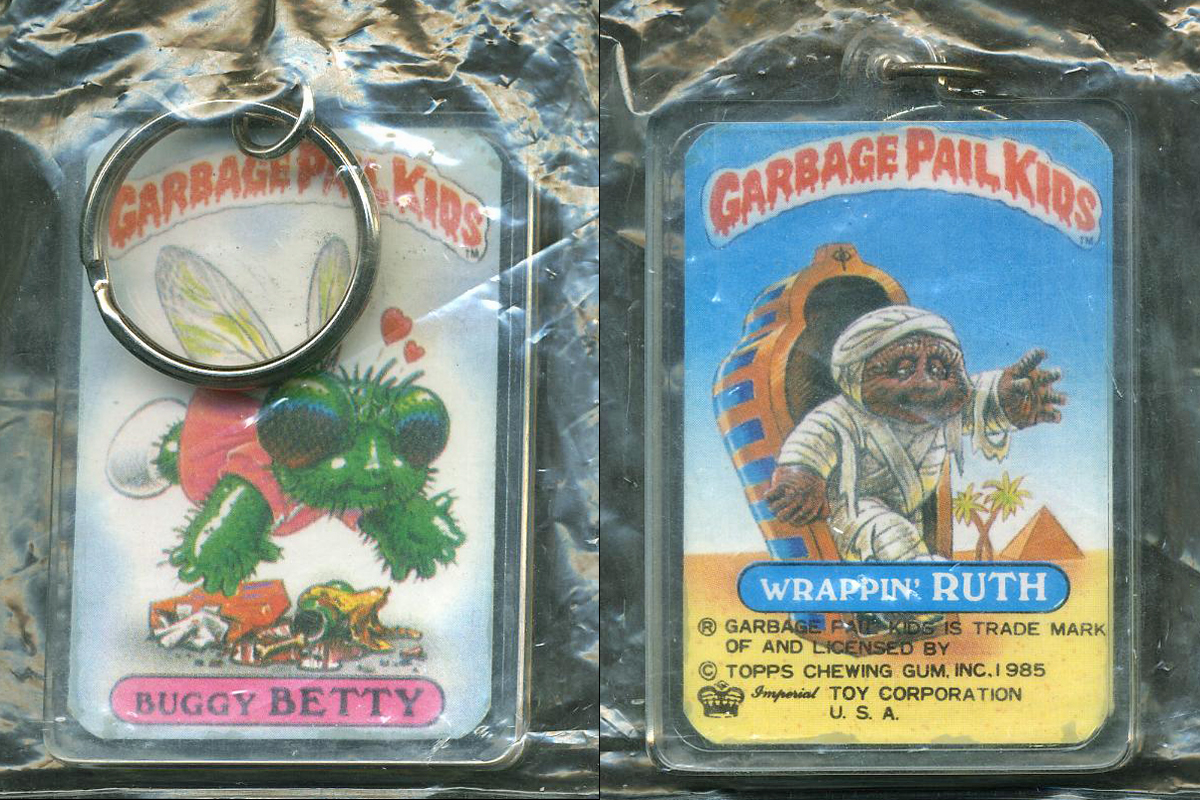 GARBAGE PAIL KIDS
TM
BUGGY BETTY
GARBAGE PAIL KIDS
TM
WRAPPIN' RUTH
® GARBAGE PAIL KIDS IS TRADE MARK
OF AND LICENSED BY
© TOPPS CHEWING GUM, INC. 1985
Imperial TOY CORPORATION
U. S. A.